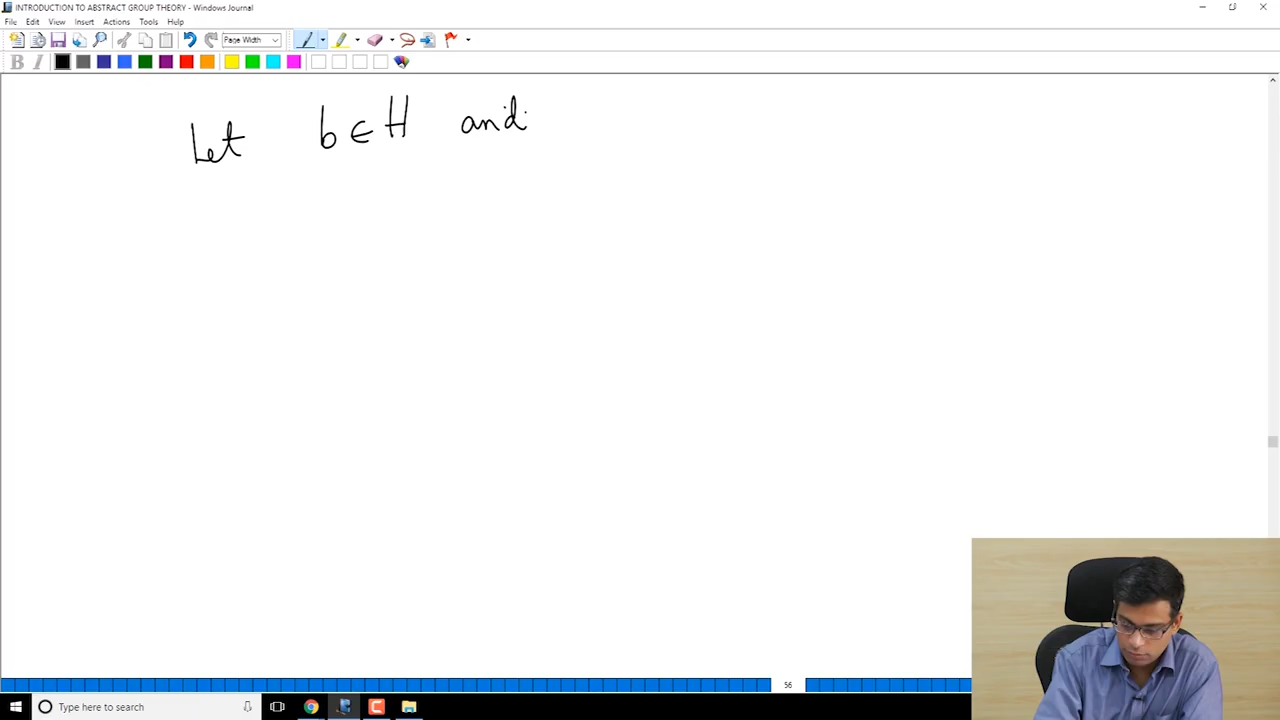 INTRODUCTION TO ABSTRACT GROUP THEORY - Windows Journal
File Edit View Insert Actions Tools Help
Page Width
B I
Let b ∈ H and
56
Type here to search